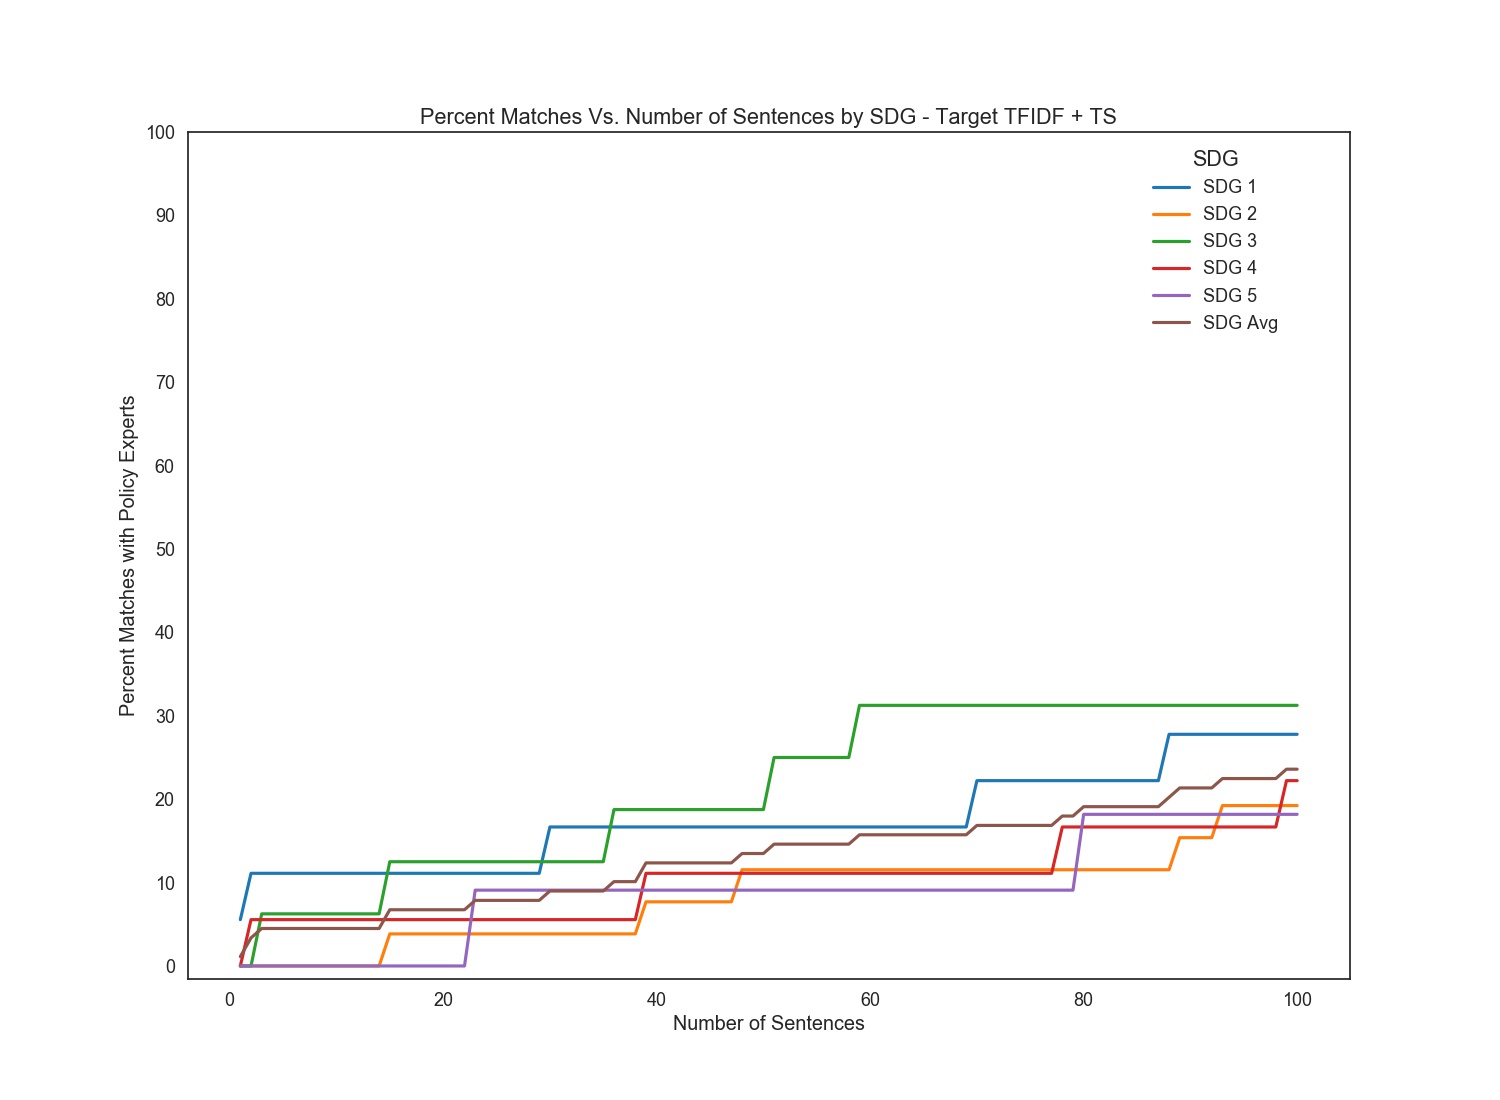 Percent Matches Vs. Number of Sentences by SDG - Target TFIDF + TS
100
90
80
70
60
50
40
30
20
10
0
Percent Matches with Policy Experts
SDG
SDG 1
SDG 2
SDG 3
SDG 4
SDG 5
SDG Avg
0 20 40 60 80 100
Number of Sentences